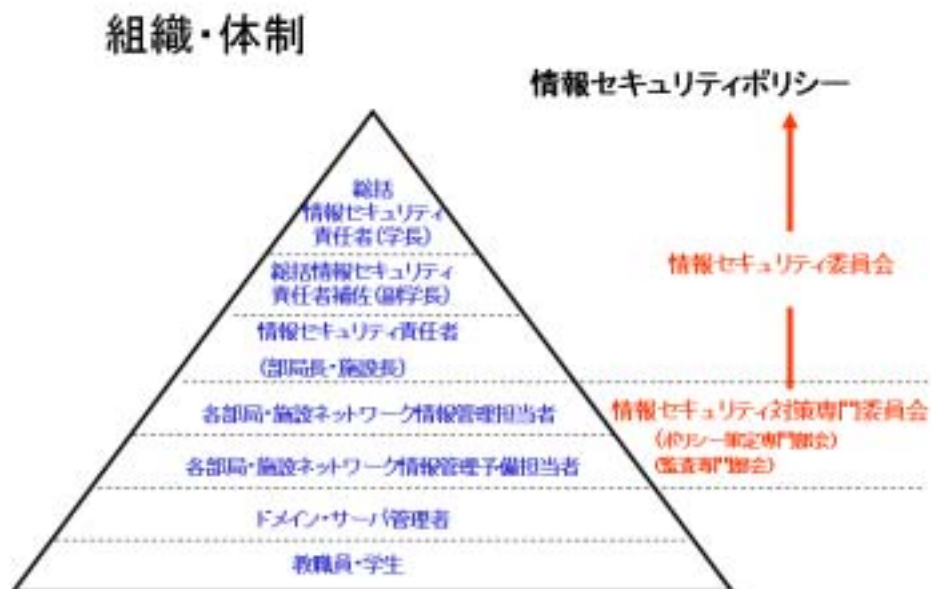 組織・体制
情報セキュリティポリシー
総括
情報セキュリティ
責任者(学長)
総括情報セキュリティ
責任者補佐(副学長)
情報セキュリティ責任者
(部局長・施設長)
各部局・施設ネットワーク情報管理担当者
各部局・施設ネットワーク情報管理予備担当者
ドメイン・サーバ管理者
教職員・学生
情報セキュリティ委員会
情報セキュリティ対策専門委員会
(ポリシー策定専門部会)
(監査専門部会)